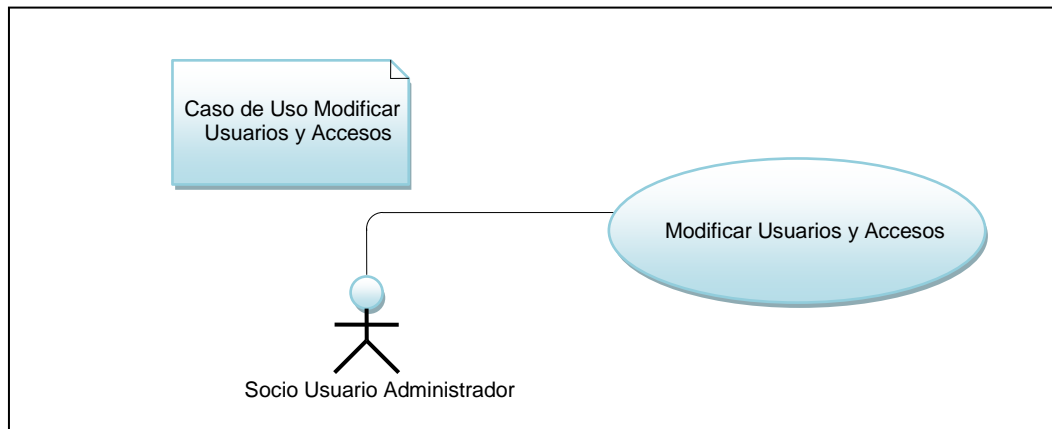 Caso de Uso Modificar
Usuarios y Accesos
Modificar Usuarios y Accesos
Socio Usuario Administrador